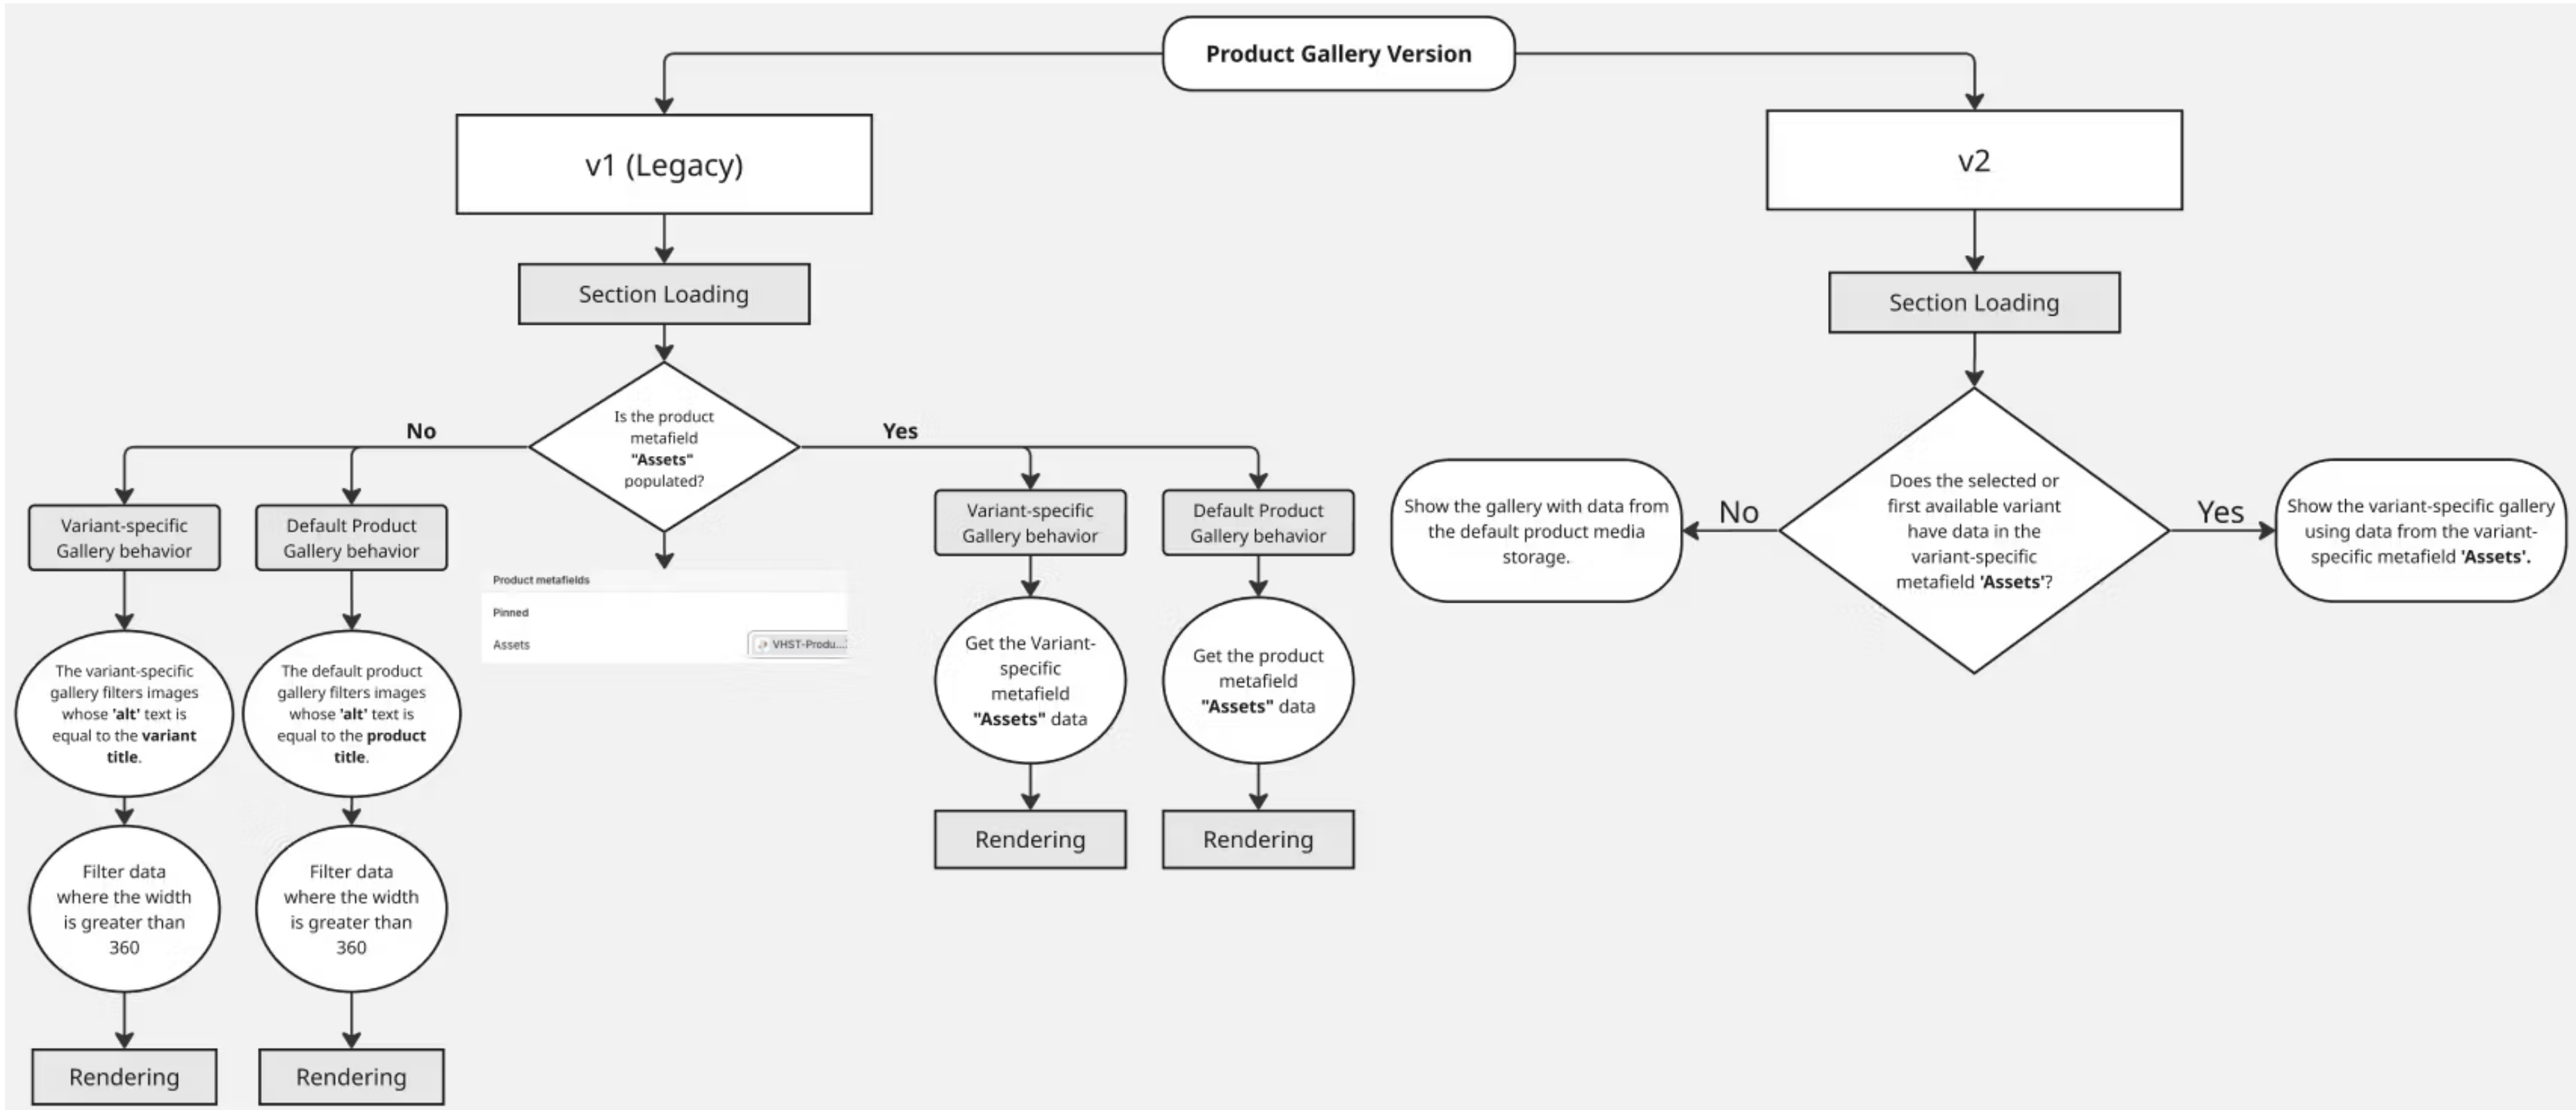 Product Gallery Version
v1 (Legacy)
Section Loading
Is the product
metafield
"Assets"
populated?
No
Yes
Variant-specific
Gallery behavior
The variant-specific
gallery filters images
whose 'alt' text is
equal to the variant
title.
Filter data
where the width
is greater than
360
Rendering
Default Product
Gallery behavior
The default product
gallery filters images
whose 'alt' text is
equal to the product
title.
Filter data
where the width
is greater than
360
Rendering
Product metafields
Pinned
Assets
VHST-Produ...
Variant-specific
Gallery behavior
Get the Variant-
specific
metafield
"Assets" data
Rendering
Default Product
Gallery behavior
Get the product
metafield
"Assets" data
Rendering
v2
Section Loading
Does the selected or
first available variant
have data in the
variant-specific
metafield 'Assets'?
No
Show the gallery with data from
the default product media
storage.
Yes
Show the variant-specific gallery
using data from the variant-
specific metafield 'Assets'.